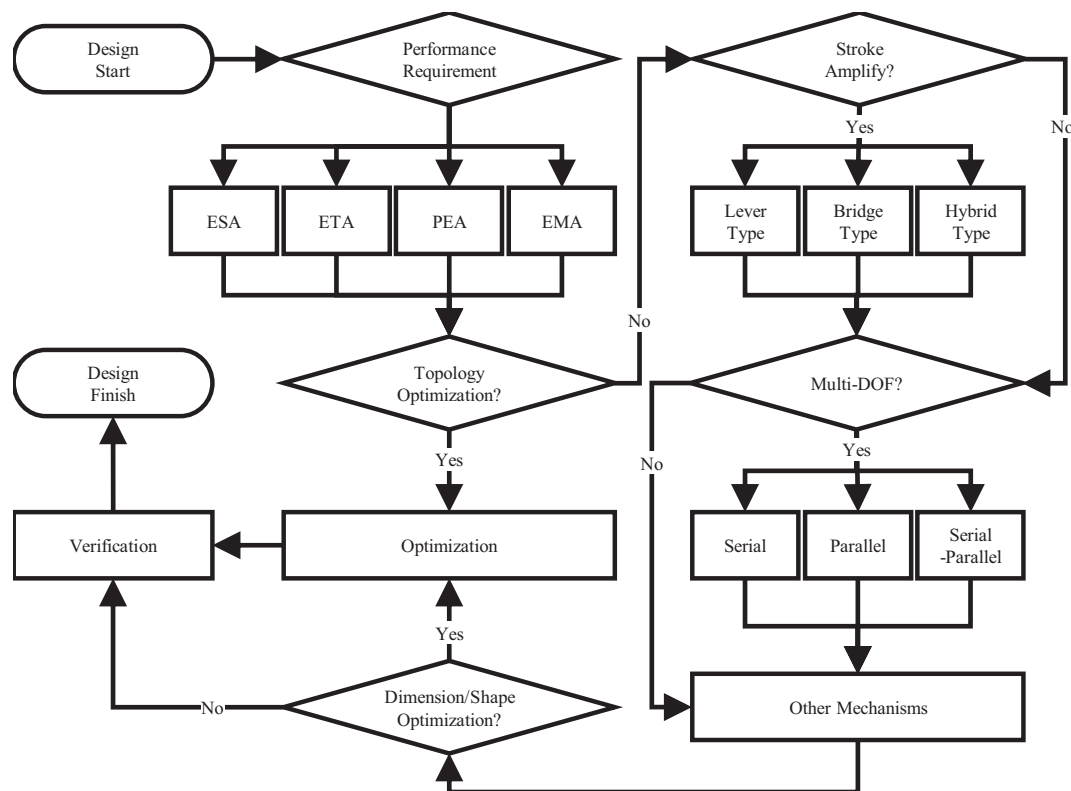 Design
Start
Performance
Requirement
Stroke
Amplify?
Yes
No
ESA
ETA
PEA
EMA
Lever
Type
Bridge
Type
Hybrid
Type
No
Design
Finish
Topology
Optimization?
Multi-DOF?
Yes
No
Yes
Verification
Optimization
Serial
Parallel
Serial
-Parallel
Yes
No
Dimension/Shape
Optimization?
Other Mechanisms